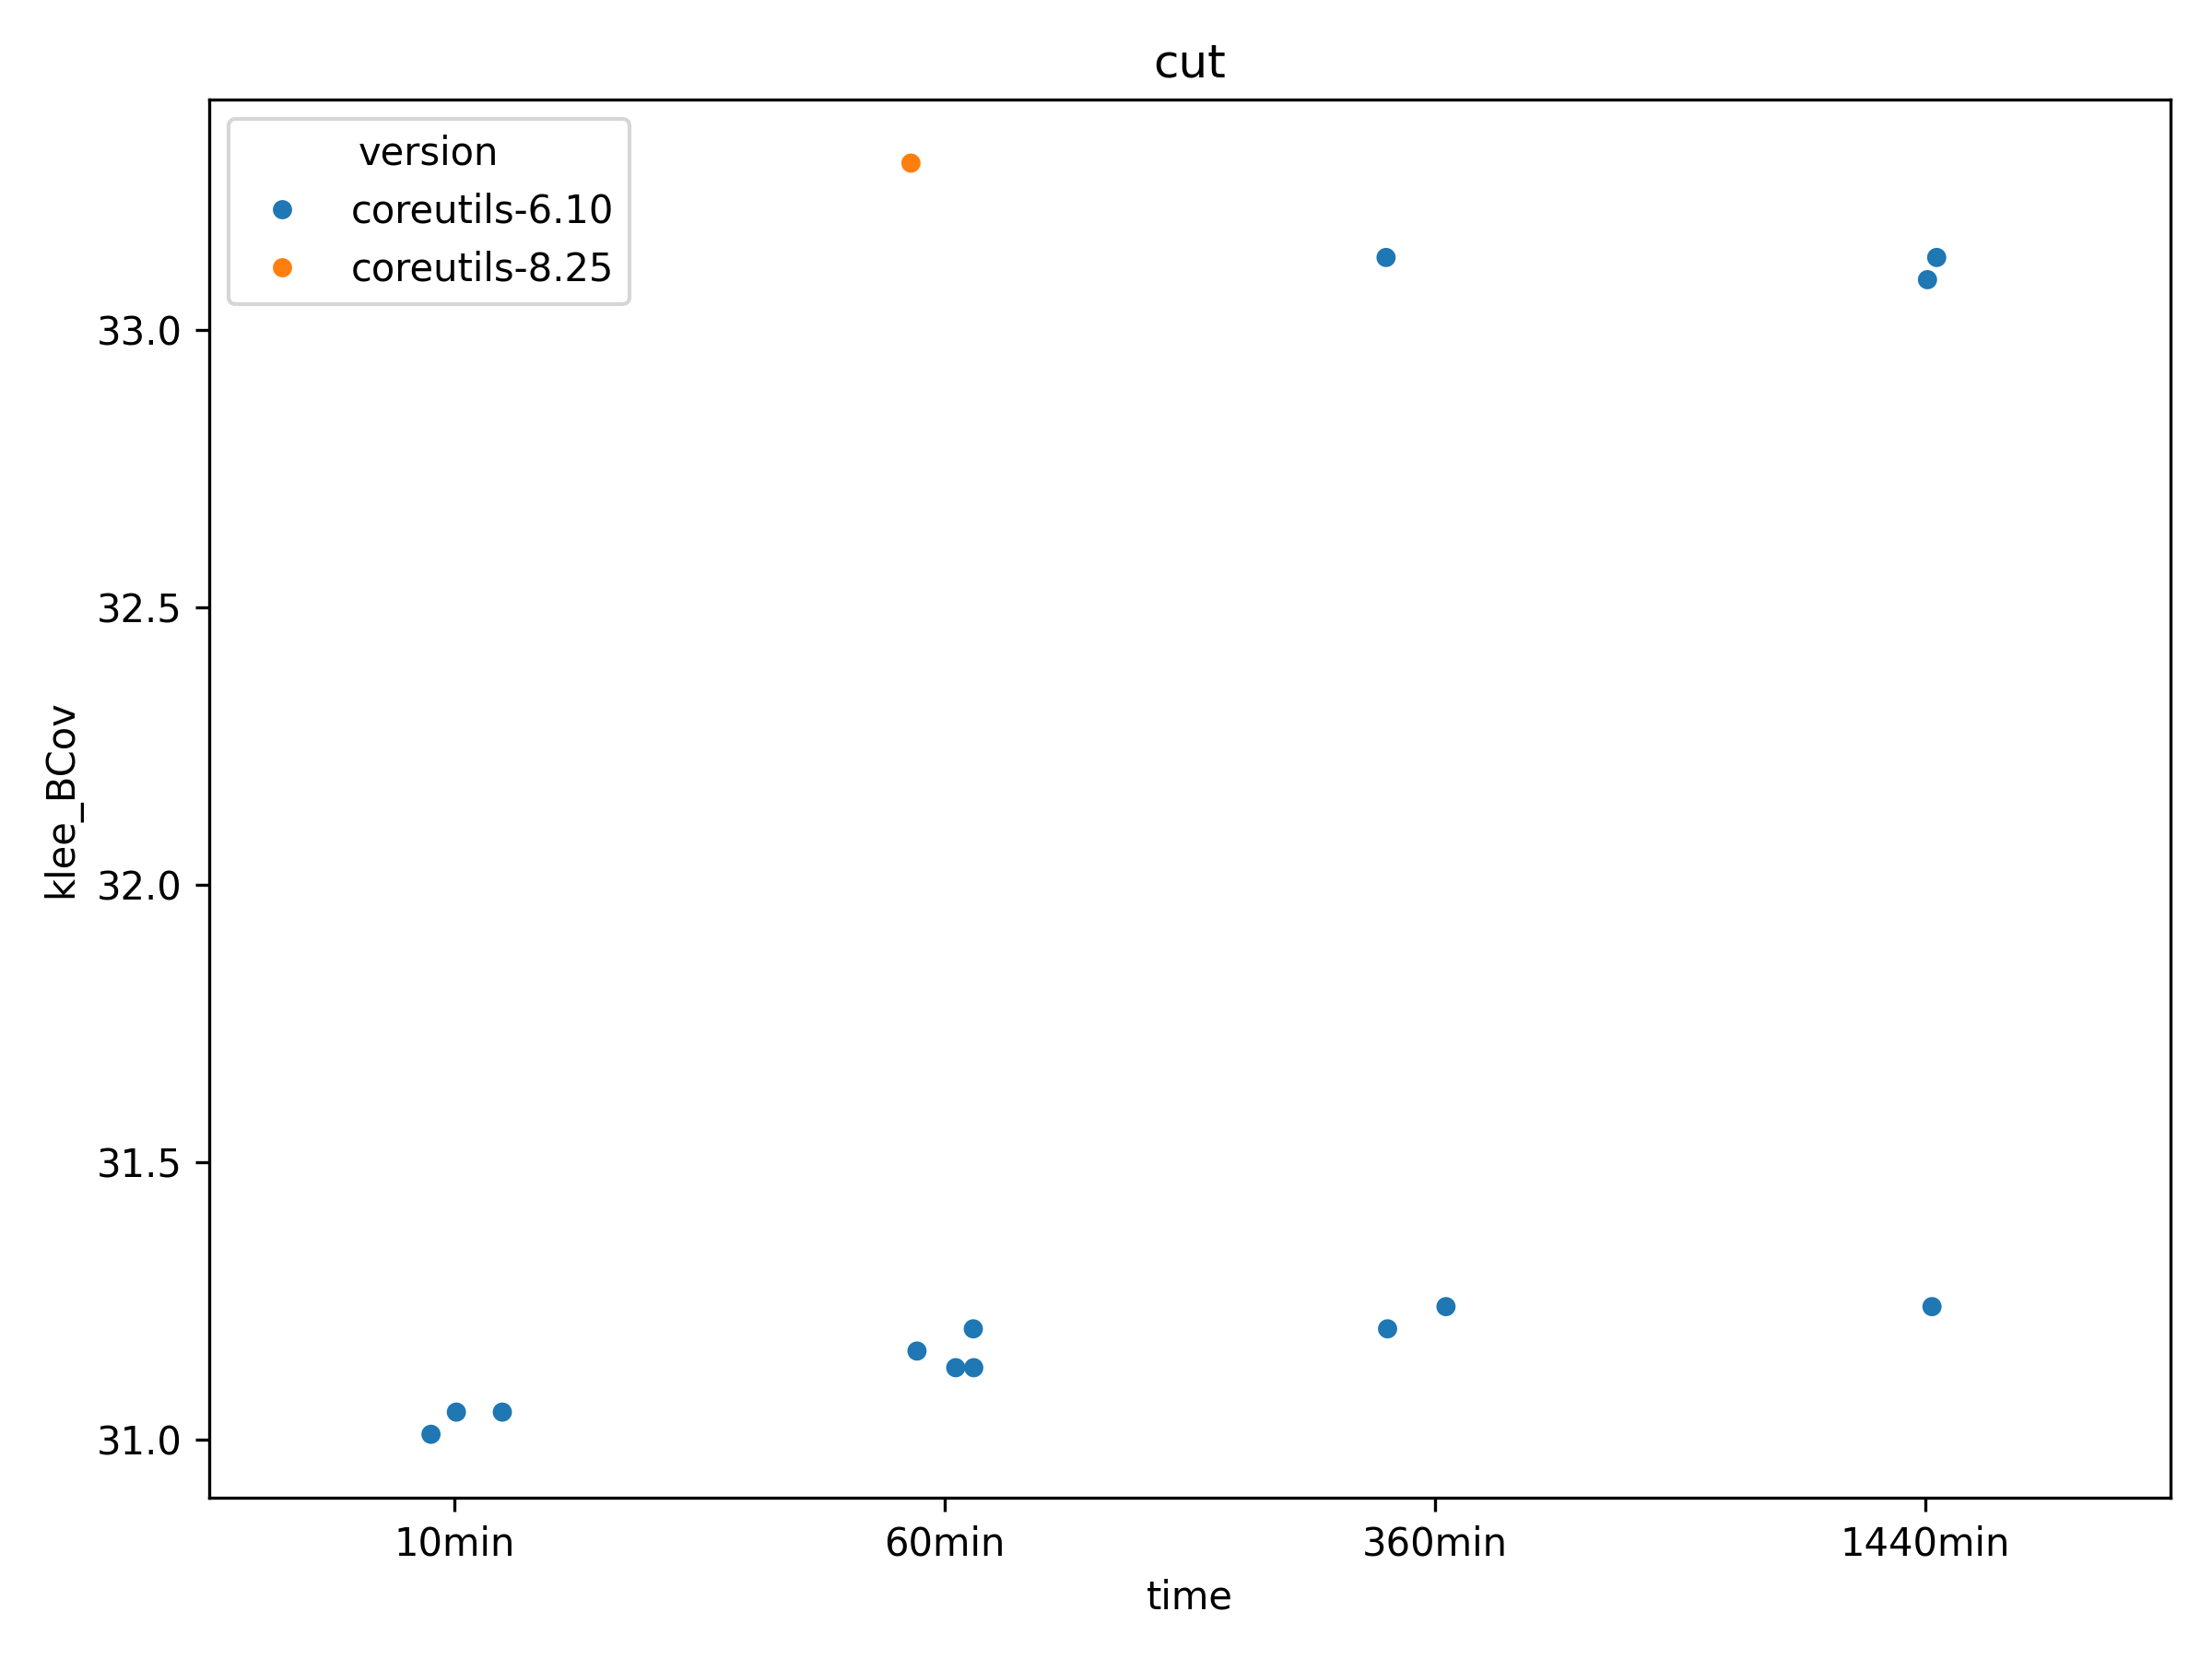 cut
version
coreutils-6.10
coreutils-8.25
klee_BCov
33.0
32.5
32.0
31.5
31.0
10min
60min
360min
1440min
time